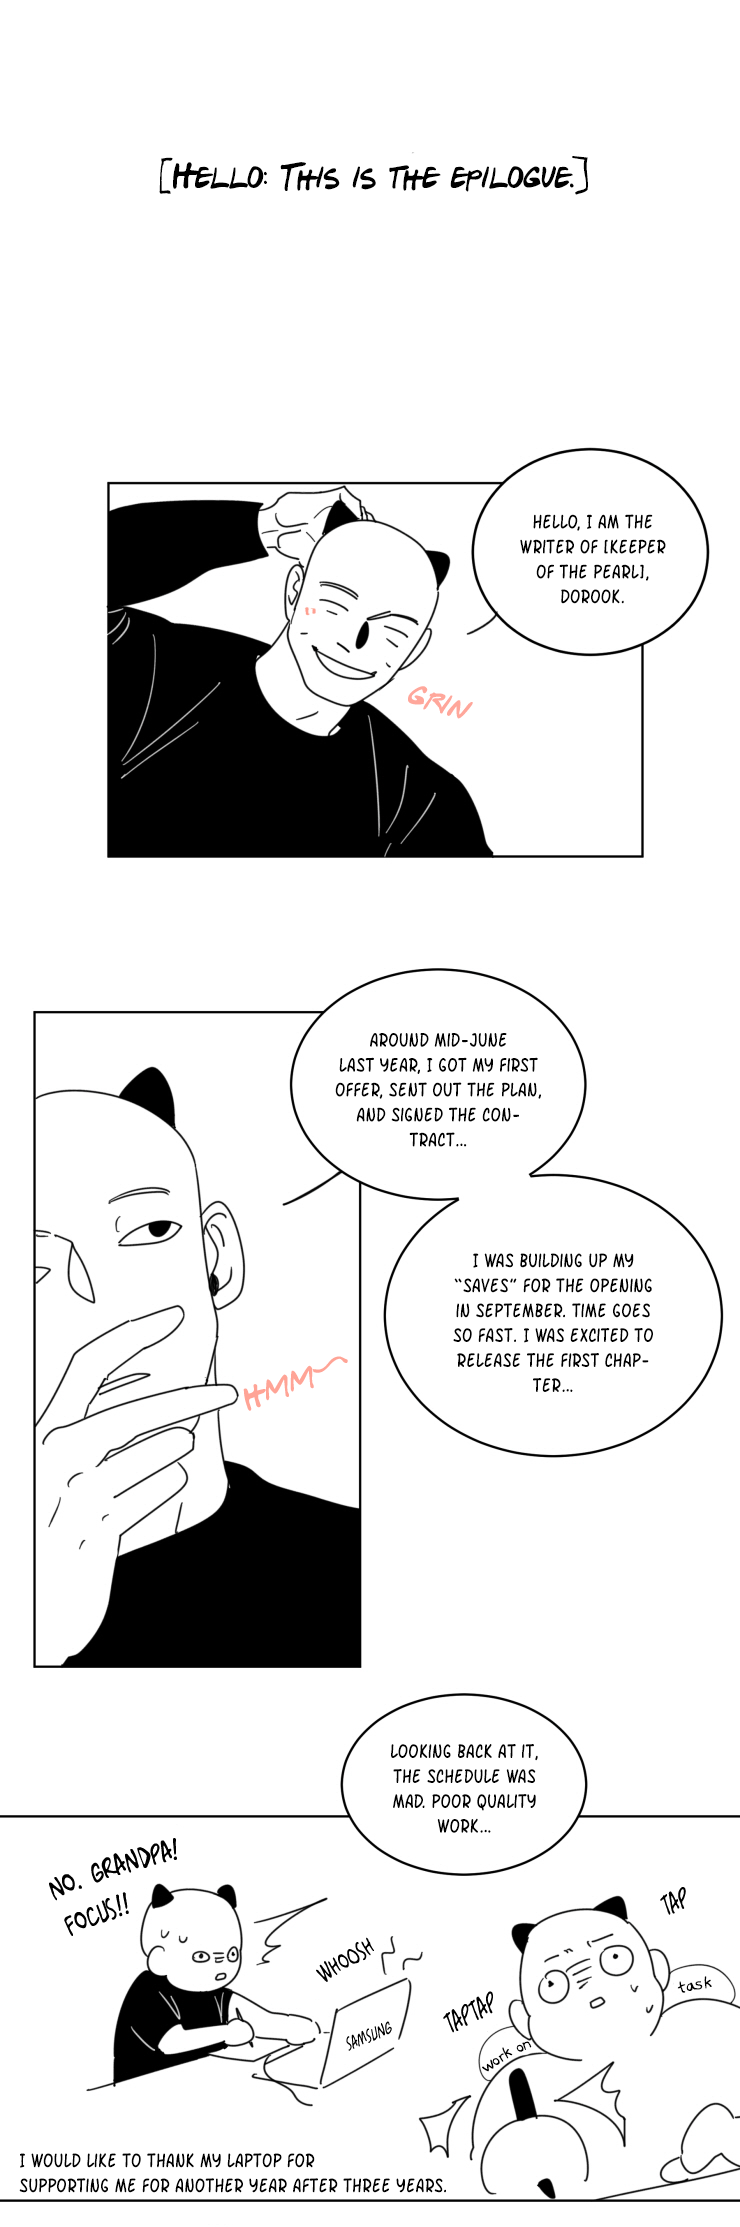 [HELLO: THIS IS THE EPILOGUE.]
HELLO, I AM THE
WRITER OF [KEEPER
OF THE PEARL],
DOROOK.
GRIN
AROUND MID-JUNE
LAST YEAR, I GOT MY FIRST
OFFER, SENT OUT THE PLAN,
AND SIGNED THE CON-
TRACT...
I WAS BUILDING UP MY
"SAVES" FOR THE OPENING
IN SEPTEMBER. TIME GOES
SO FAST. I WAS EXCITED TO
RELEASE THE FIRST CHAP-
TER...
HMM~
LOOKING BACK AT IT,
THE SCHEDULE WAS
MAD. POOR QUALITY
WORK...
NO. GRANDPA!
FOCUS!!
WHOOSH
SAMSUNG
TAP
TAPTAP
task
work on
I WOULD LIKE TO THANK MY LAPTOP FOR
SUPPORTING ME FOR ANOTHER YEAR AFTER THREE YEARS.